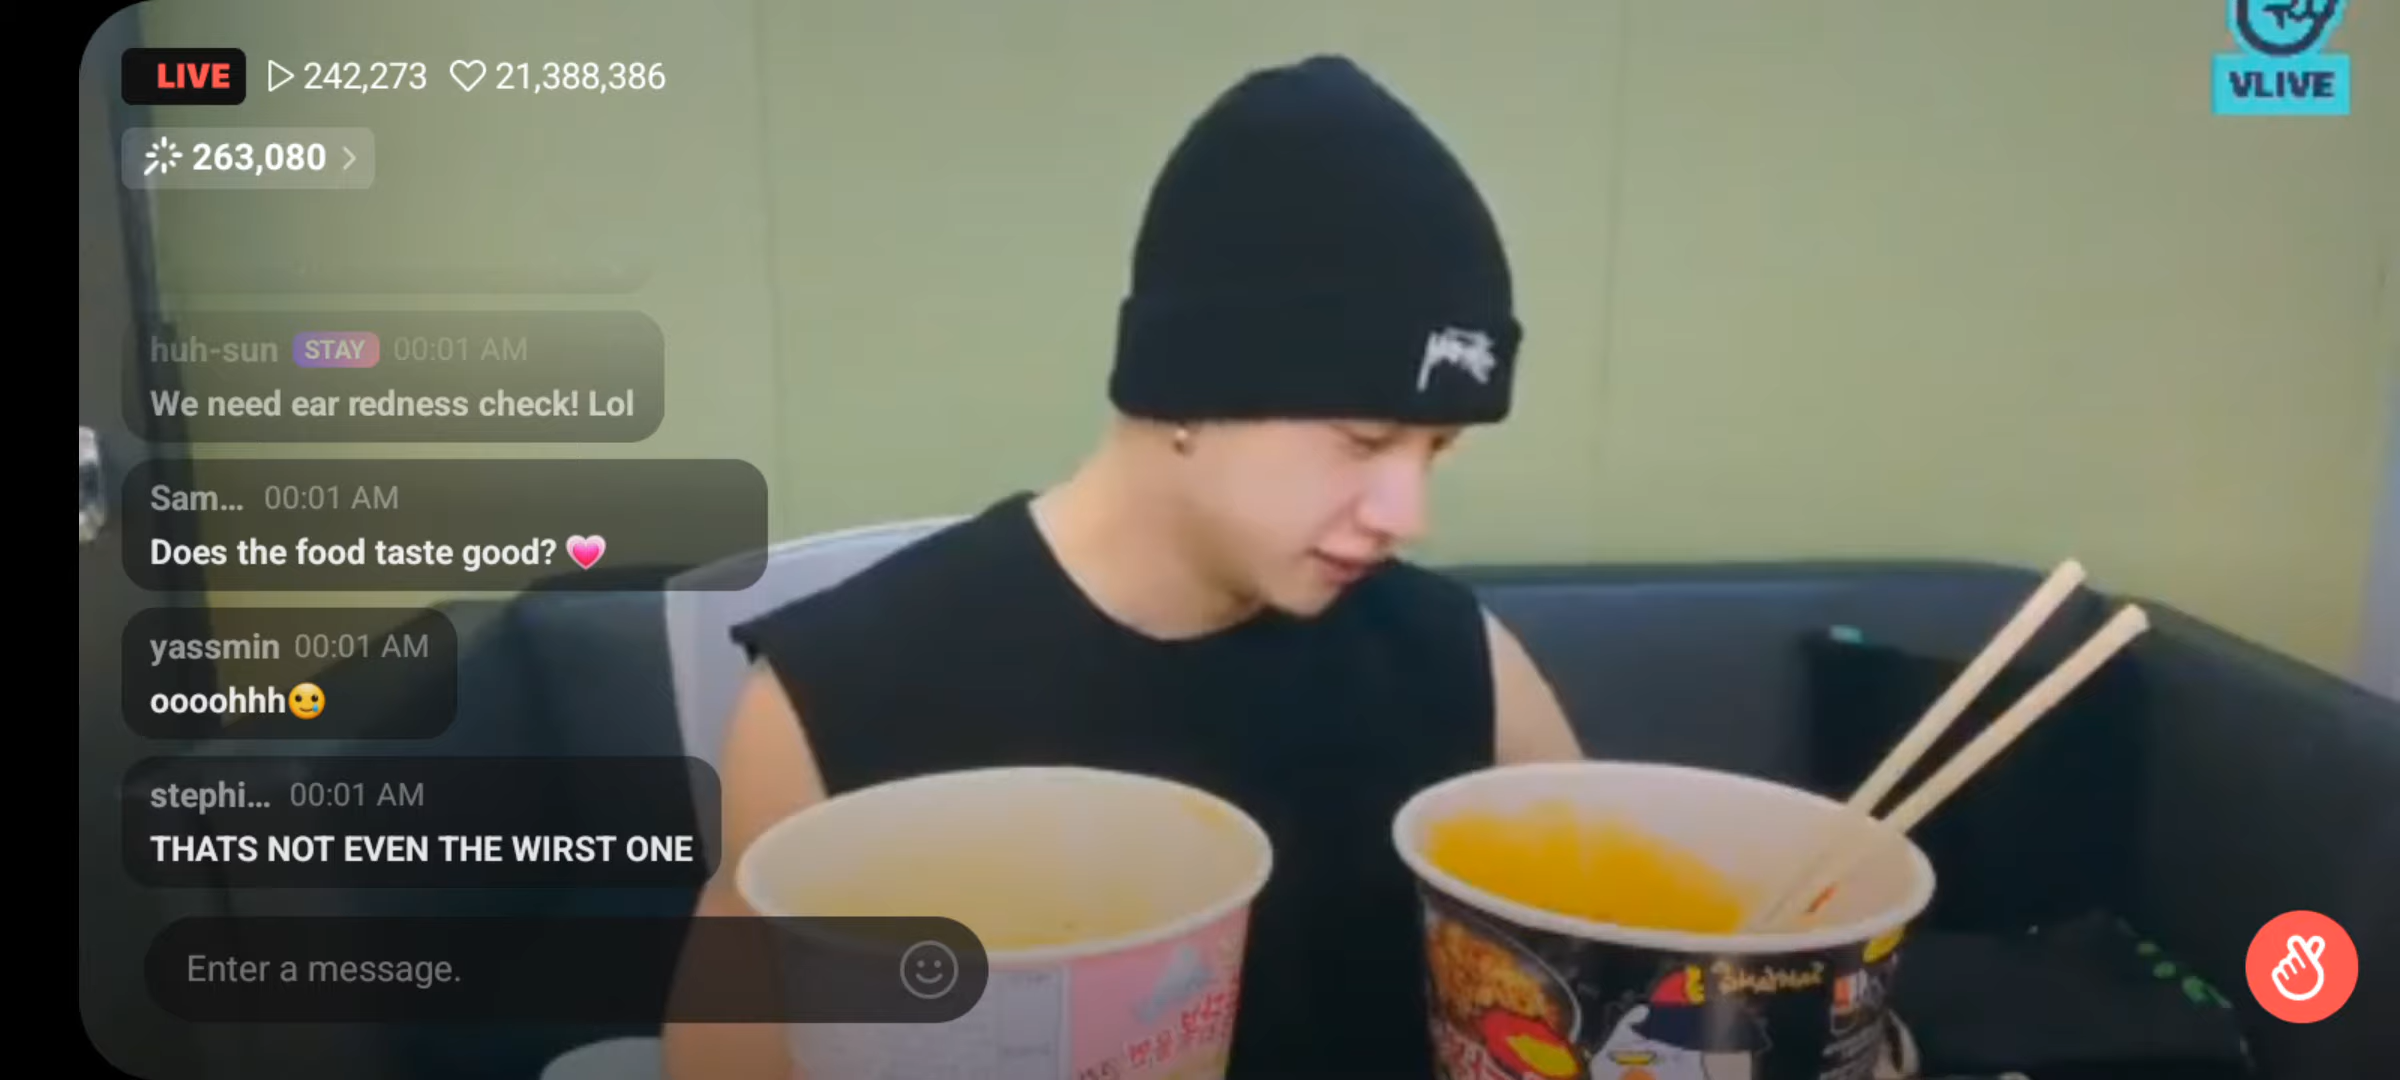 LIVE 242,273 21,388,386
VLIVE
263,080
huh-sun STAY 00:01 AM
We need ear redness check! Lol
Sam... 00:01 AM
Does the food taste good? 💗
yassmin 00:01 AM
oooohhh🥲
stephi... 00:01 AM
THATS NOT EVEN THE WIRST ONE
Enter a message.